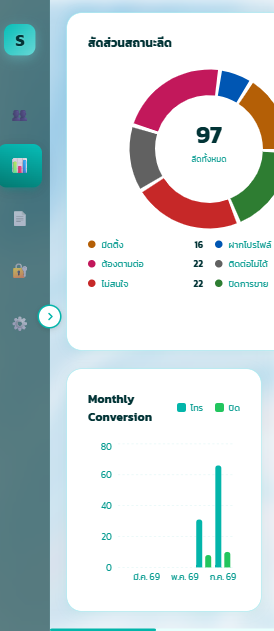 S
สัดส่วนสถานะลีด
97
ลีดทั้งหมด
มีดติ้ง 16
ฝากโปรไฟล์
ต้องตามต่อ 22
ติดต่อไม่ได้
ไม่สนใจ 22
ปิดการขาย
Monthly
Conversion
โทร
ปิด
80
60
40
20
0
มี.ค. 69 พ.ค. 69 ก.ค. 69